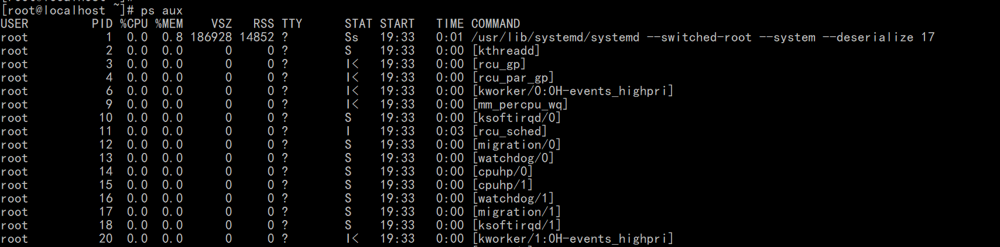 [root@localhost ~]#
[root@localhost ~]# ps aux
USER PID %CPU %MEM VSZ RSS TTY STAT START TIME COMMAND
root 1 0.0 0.8 186928 14852 ? Ss 19:33 0:01 /usr/lib/systemd/systemd --switched-root --system --deserialize 17
root 2 0.0 0.0 0 0 ? S 19:33 0:00 [kthreadd]
root 3 0.0 0.0 0 0 ? I< 19:33 0:00 [rcu_gp]
root 4 0.0 0.0 0 0 ? I< 19:33 0:00 [rcu_par_gp]
root 6 0.0 0.0 0 0 ? I< 19:33 0:00 [kworker/0:0H-events_highpri]
root 9 0.0 0.0 0 0 ? I< 19:33 0:00 [mm_percpu_wq]
root 10 0.0 0.0 0 0 ? S 19:33 0:00 [ksoftirqd/0]
root 11 0.0 0.0 0 0 ? I 19:33 0:03 [rcu_sched]
root 12 0.0 0.0 0 0 ? S 19:33 0:00 [migration/0]
root 13 0.0 0.0 0 0 ? S 19:33 0:00 [watchdog/0]
root 14 0.0 0.0 0 0 ? S 19:33 0:00 [cpuhp/0]
root 15 0.0 0.0 0 0 ? S 19:33 0:00 [cpuhp/1]
root 16 0.0 0.0 0 0 ? S 19:33 0:00 [watchdog/1]
root 17 0.0 0.0 0 0 ? S 19:33 0:00 [migration/1]
root 18 0.0 0.0 0 0 ? S 19:33 0:00 [ksoftirqd/1]
root 20 0.0 0.0 0 0 ? I< 19:33 0:00 [kworker/1:0H-events_highpri]